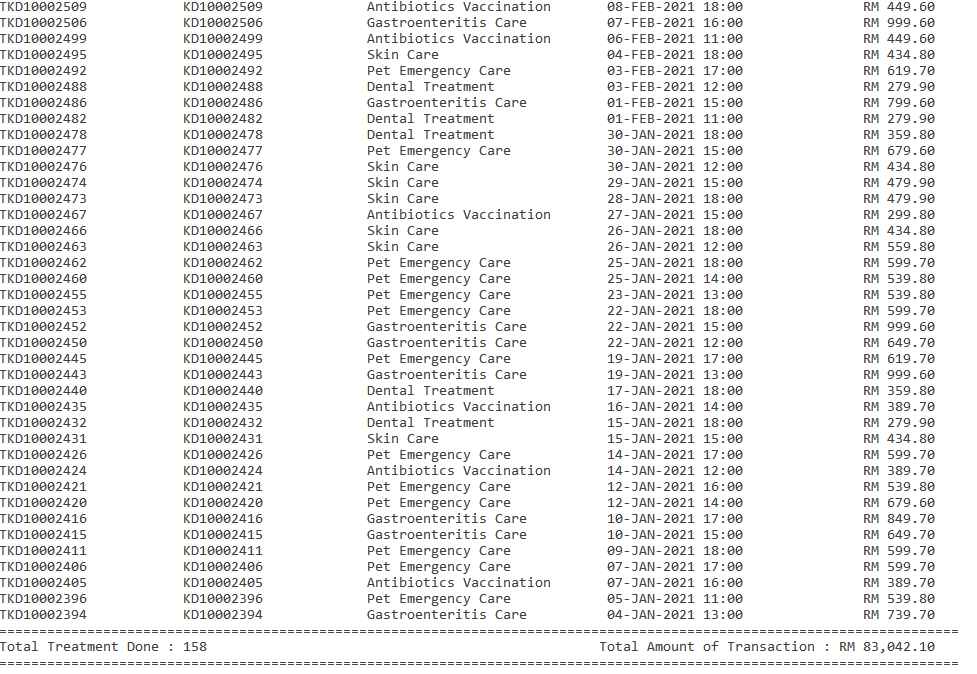 TKD10002509 KD10002509 Antibiotics Vaccination 08-FEB-2021 18:00 RM 449.60
TKD10002506 KD10002506 Gastroenteritis Care 07-FEB-2021 16:00 RM 999.60
TKD10002499 KD10002499 Antibiotics Vaccination 06-FEB-2021 11:00 RM 449.60
TKD10002495 KD10002495 Skin Care 04-FEB-2021 18:00 RM 434.80
TKD10002492 KD10002492 Pet Emergency Care 03-FEB-2021 17:00 RM 619.70
TKD10002488 KD10002488 Dental Treatment 03-FEB-2021 12:00 RM 279.90
TKD10002486 KD10002486 Gastroenteritis Care 01-FEB-2021 15:00 RM 799.60
TKD10002482 KD10002482 Dental Treatment 01-FEB-2021 11:00 RM 279.90
TKD10002478 KD10002478 Dental Treatment 30-JAN-2021 18:00 RM 359.80
TKD10002477 KD10002477 Pet Emergency Care 30-JAN-2021 15:00 RM 679.60
TKD10002476 KD10002476 Skin Care 30-JAN-2021 12:00 RM 434.80
TKD10002474 KD10002474 Skin Care 29-JAN-2021 15:00 RM 479.90
TKD10002473 KD10002473 Skin Care 28-JAN-2021 18:00 RM 479.90
TKD10002467 KD10002467 Antibiotics Vaccination 27-JAN-2021 15:00 RM 299.80
TKD10002466 KD10002466 Skin Care 26-JAN-2021 18:00 RM 434.80
TKD10002463 KD10002463 Skin Care 26-JAN-2021 12:00 RM 559.80
TKD10002462 KD10002462 Pet Emergency Care 25-JAN-2021 18:00 RM 599.70
TKD10002460 KD10002460 Pet Emergency Care 25-JAN-2021 14:00 RM 539.80
TKD10002455 KD10002455 Pet Emergency Care 23-JAN-2021 13:00 RM 539.80
TKD10002453 KD10002453 Pet Emergency Care 22-JAN-2021 18:00 RM 599.70
TKD10002452 KD10002452 Gastroenteritis Care 22-JAN-2021 15:00 RM 999.60
TKD10002450 KD10002450 Gastroenteritis Care 22-JAN-2021 12:00 RM 649.70
TKD10002445 KD10002445 Pet Emergency Care 19-JAN-2021 17:00 RM 619.70
TKD10002443 KD10002443 Gastroenteritis Care 19-JAN-2021 13:00 RM 999.60
TKD10002440 KD10002440 Dental Treatment 17-JAN-2021 18:00 RM 359.80
TKD10002435 KD10002435 Antibiotics Vaccination 16-JAN-2021 14:00 RM 389.70
TKD10002432 KD10002432 Dental Treatment 15-JAN-2021 18:00 RM 279.90
TKD10002431 KD10002431 Skin Care 15-JAN-2021 15:00 RM 434.80
TKD10002426 KD10002426 Pet Emergency Care 14-JAN-2021 17:00 RM 599.70
TKD10002424 KD10002424 Antibiotics Vaccination 14-JAN-2021 12:00 RM 389.70
TKD10002421 KD10002421 Pet Emergency Care 12-JAN-2021 16:00 RM 539.80
TKD10002420 KD10002420 Pet Emergency Care 12-JAN-2021 14:00 RM 679.60
TKD10002416 KD10002416 Gastroenteritis Care 10-JAN-2021 17:00 RM 849.70
TKD10002415 KD10002415 Gastroenteritis Care 10-JAN-2021 15:00 RM 649.70
TKD10002411 KD10002411 Pet Emergency Care 09-JAN-2021 18:00 RM 599.70
TKD10002406 KD10002406 Pet Emergency Care 07-JAN-2021 17:00 RM 599.70
TKD10002405 KD10002405 Antibiotics Vaccination 07-JAN-2021 16:00 RM 389.70
TKD10002396 KD10002396 Pet Emergency Care 05-JAN-2021 11:00 RM 539.80
TKD10002394 KD10002394 Gastroenteritis Care 04-JAN-2021 13:00 RM 739.70
Total Treatment Done : 158 Total Amount of Transaction : RM 83,042.10